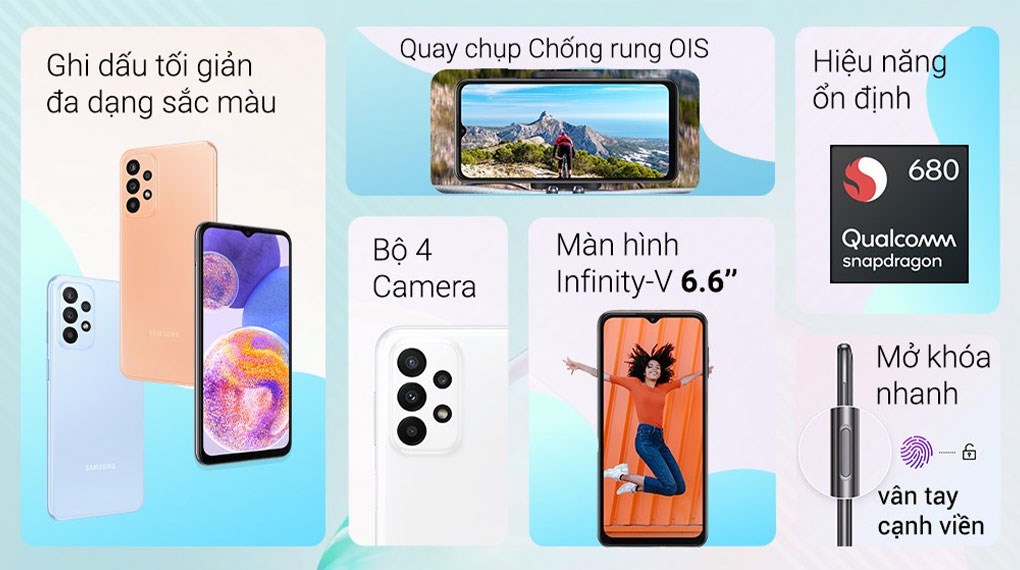 Ghi dấu tối giản
đa dạng sắc màu
SAMSUNG
SAMSUNG
Quay chụp Chống rung OIS
Bộ 4
Camera
Màn hình
Infinity-V 6.6”
Hiệu năng
ổn định
680
Qualcomm
snapdragon
Mở khóa
nhanh
vân tay
cạnh viền